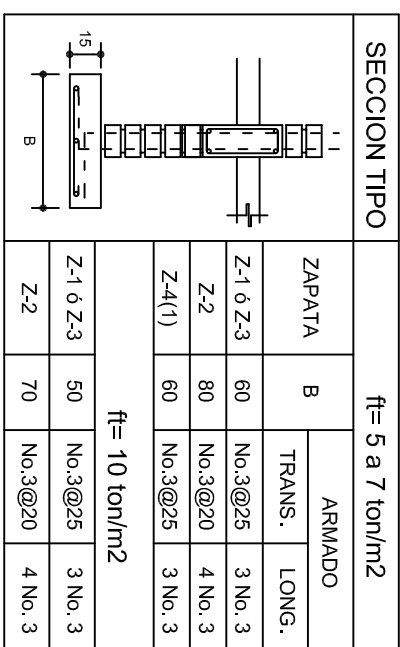 SECCION TIPO
ft= 5 a 7 ton/m2
ZAPATA B ARMADO
TRANS. LONG.
Z-1 ó Z-3 60 No.3@25 3 No. 3
Z-2 80 No.3@20 4 No. 3
Z-4(1) 60 No.3@25 3 No. 3
ft= 10 ton/m2
Z-1 ó Z-3 50 No.3@25 3 No. 3
Z-2 70 No.3@20 4 No. 3
15
B